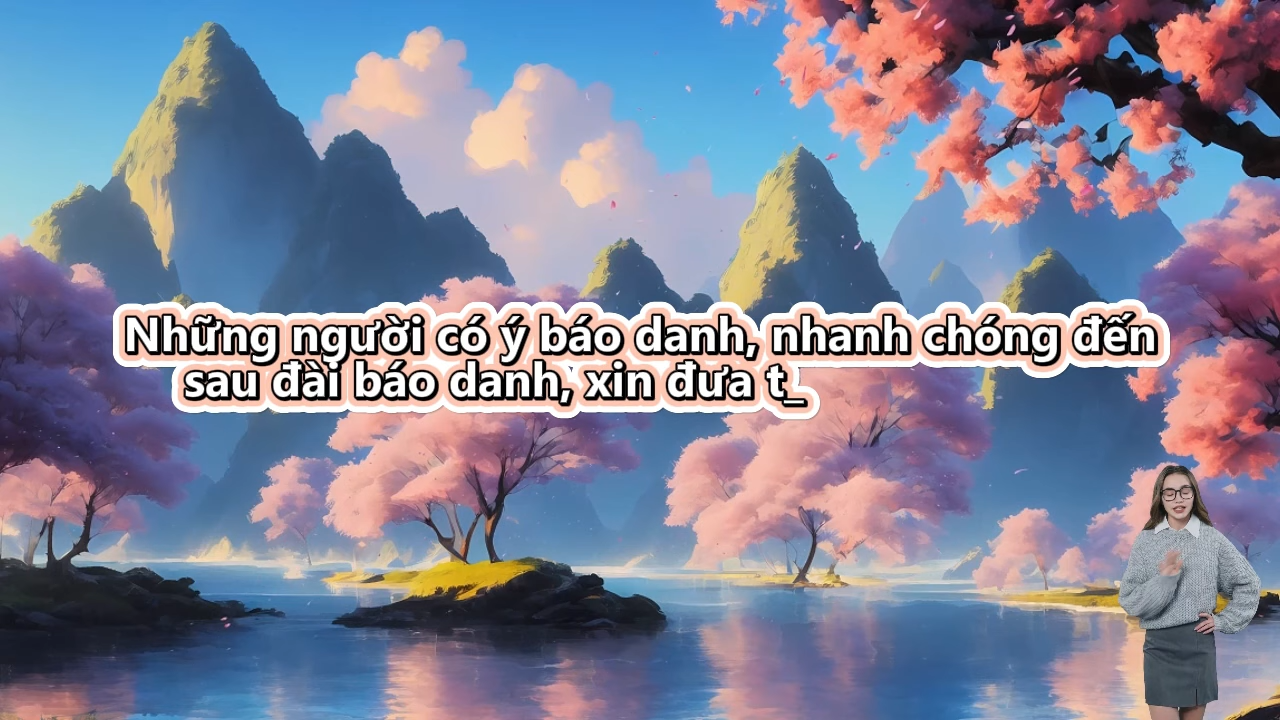 Những người có ý báo danh, nhanh chóng đến
sau đài báo danh, xin đưa t_